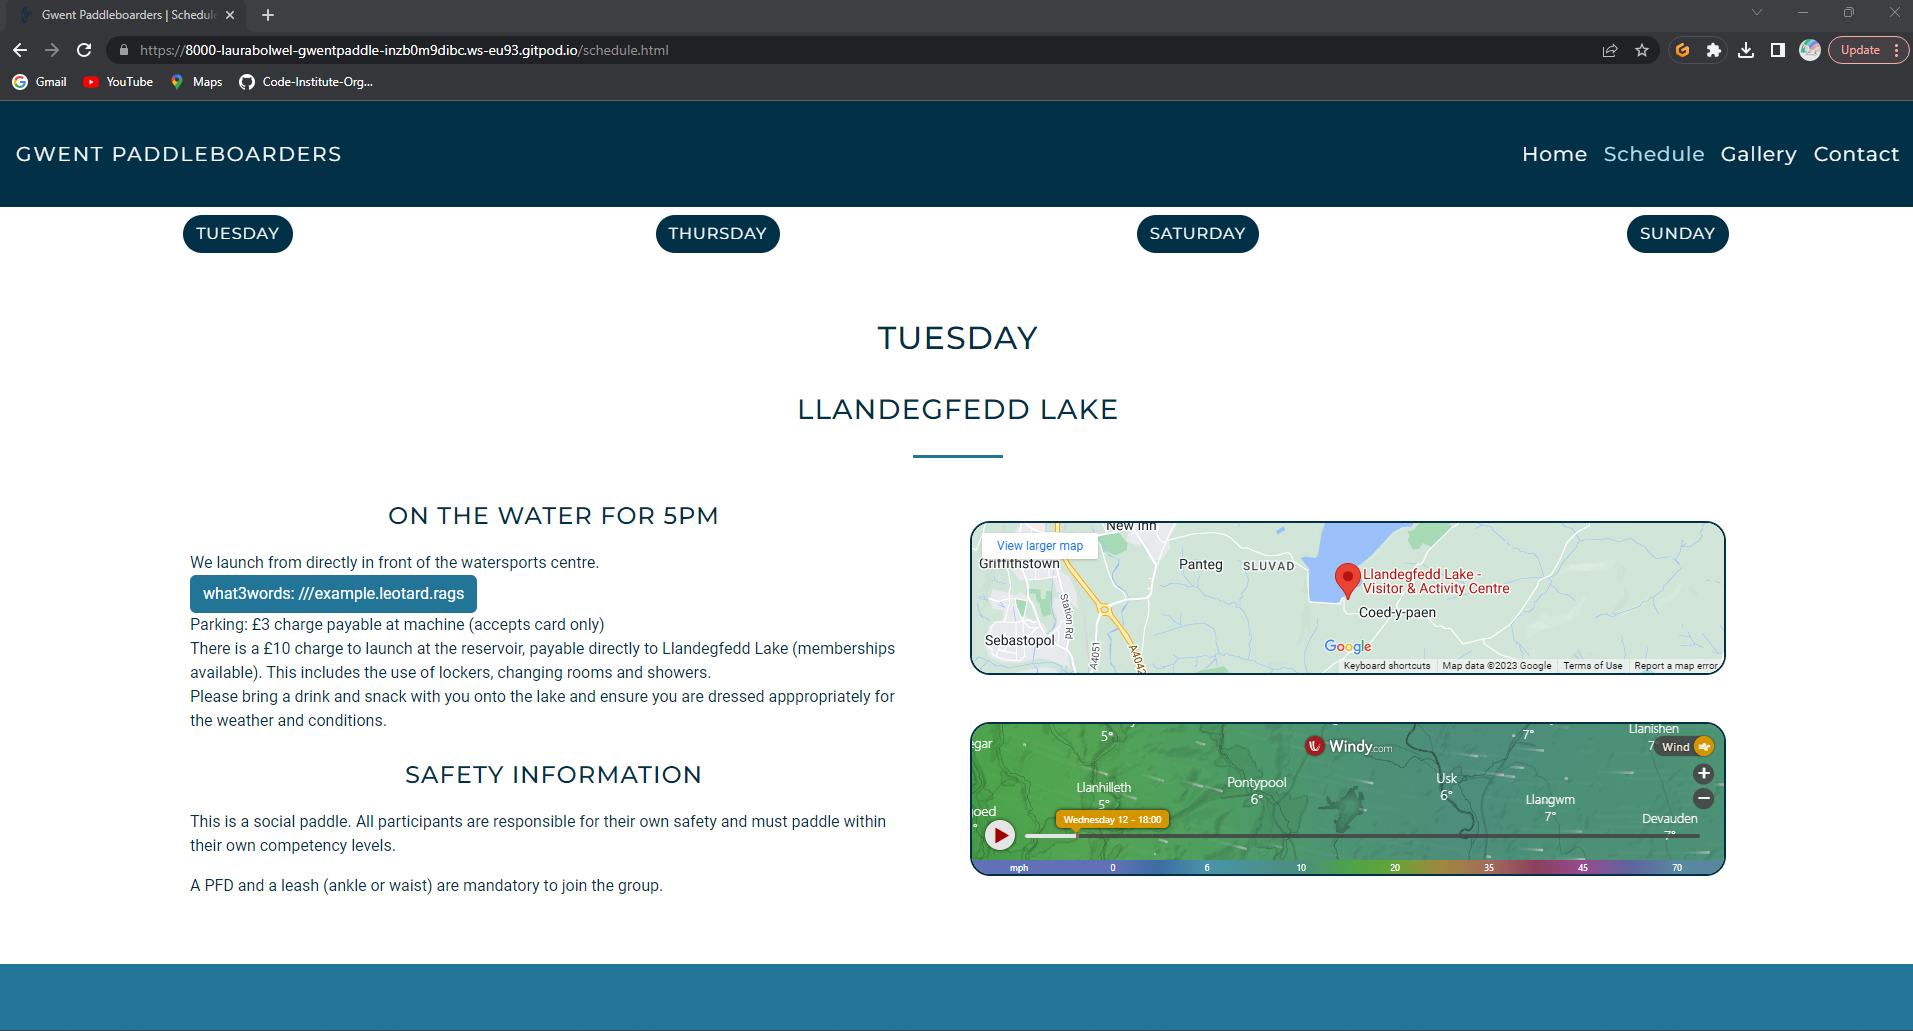 Gwent Paddleboarders | Schedule
https://8000-laurabolwel-gwentpaddle-inzb0m9dibc.ws-eu93.gitpod.io/schedule.html
Update
Gmail YouTube Maps Code-Institute-Org...
GWENT PADDLEBOARDERS
Home Schedule Gallery Contact
TUESDAY THURSDAY SATURDAY SUNDAY
TUESDAY
LLANDEGFEDD LAKE
ON THE WATER FOR 5PM
We launch from directly in front of the watersports centre.
what3words: ///example.leotard.rags
Parking: £3 charge payable at machine (accepts card only)
There is a £10 charge to launch at the reservoir, payable directly to Llandegfedd Lake (memberships
available). This includes the use of lockers, changing rooms and showers.
Please bring a drink and snack with you onto the lake and ensure you are dressed apppropriately for
the weather and conditions.
SAFETY INFORMATION
This is a social paddle. All participants are responsible for their own safety and must paddle within
their own competency levels.
A PFD and a leash (ankle or waist) are mandatory to join the group.
New Inn
View larger map
Griffithstown
Panteg
SLUVAD
Llandegfedd Lake -
Visitor & Activity Centre
Coed-y-paen
Station Rd
Sebastopol
A4051
A4042
Google
Keyboard shortcuts Map data ©2023 Google Terms of Use Report a map error
egar
5°
Windy.com
7°
Llanishen
7
Wind
Llanhilleth
5°
Pontypool
6°
Usk
6°
Llangwm
7°
oed
Wednesday 12 - 18:00
Devauden
7°
mph 0 6 10 20 35 45 70